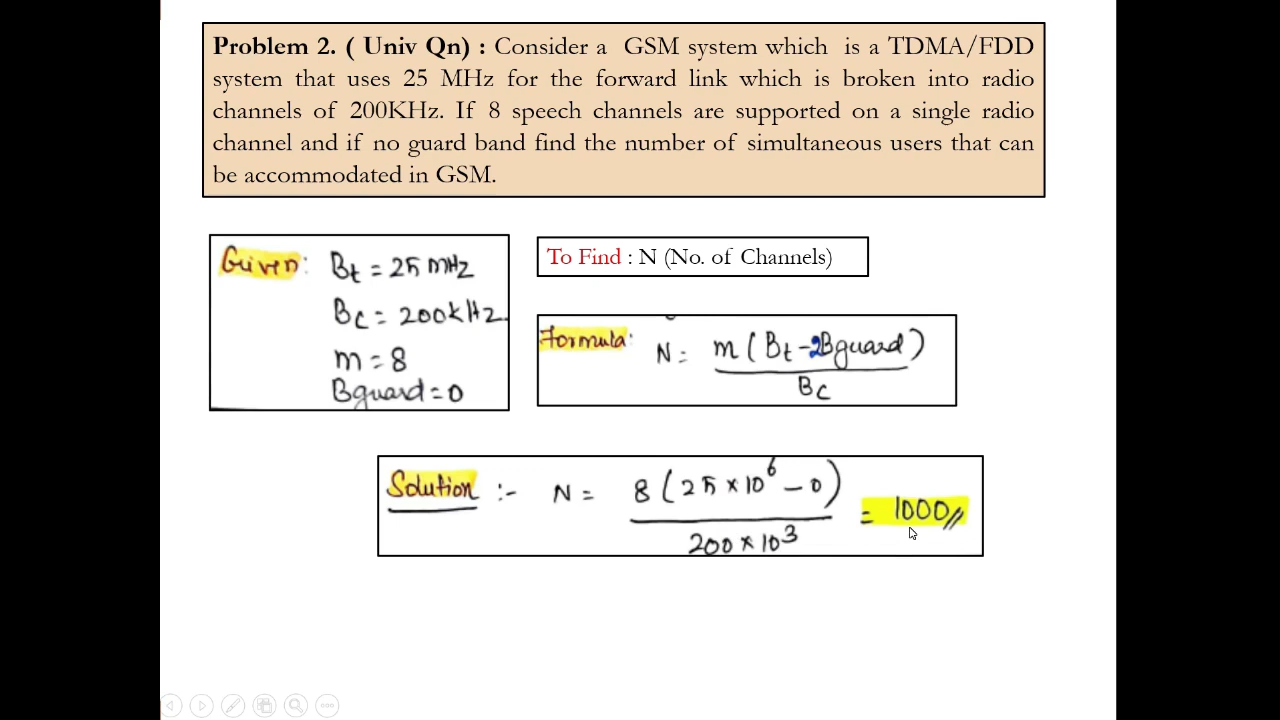 Problem 2. ( Univ Qn) : Consider a GSM system which is a TDMA/FDD
system that uses 25 MHz for the forward link which is broken into radio
channels of 200KHz. If 8 speech channels are supported on a single radio
channel and if no guard band find the number of simultaneous users that can
be accommodated in GSM.
Given: Bt = 25 MHz
Bc = 200kHz
m = 8
Bguard = 0
To Find : N (No. of Channels)
Formula: N = m ( Bt - 2Bguard )
Bc
Solution :- N = 8 ( 25 × 10^6 - 0 )
200 × 10^3
= 1000//